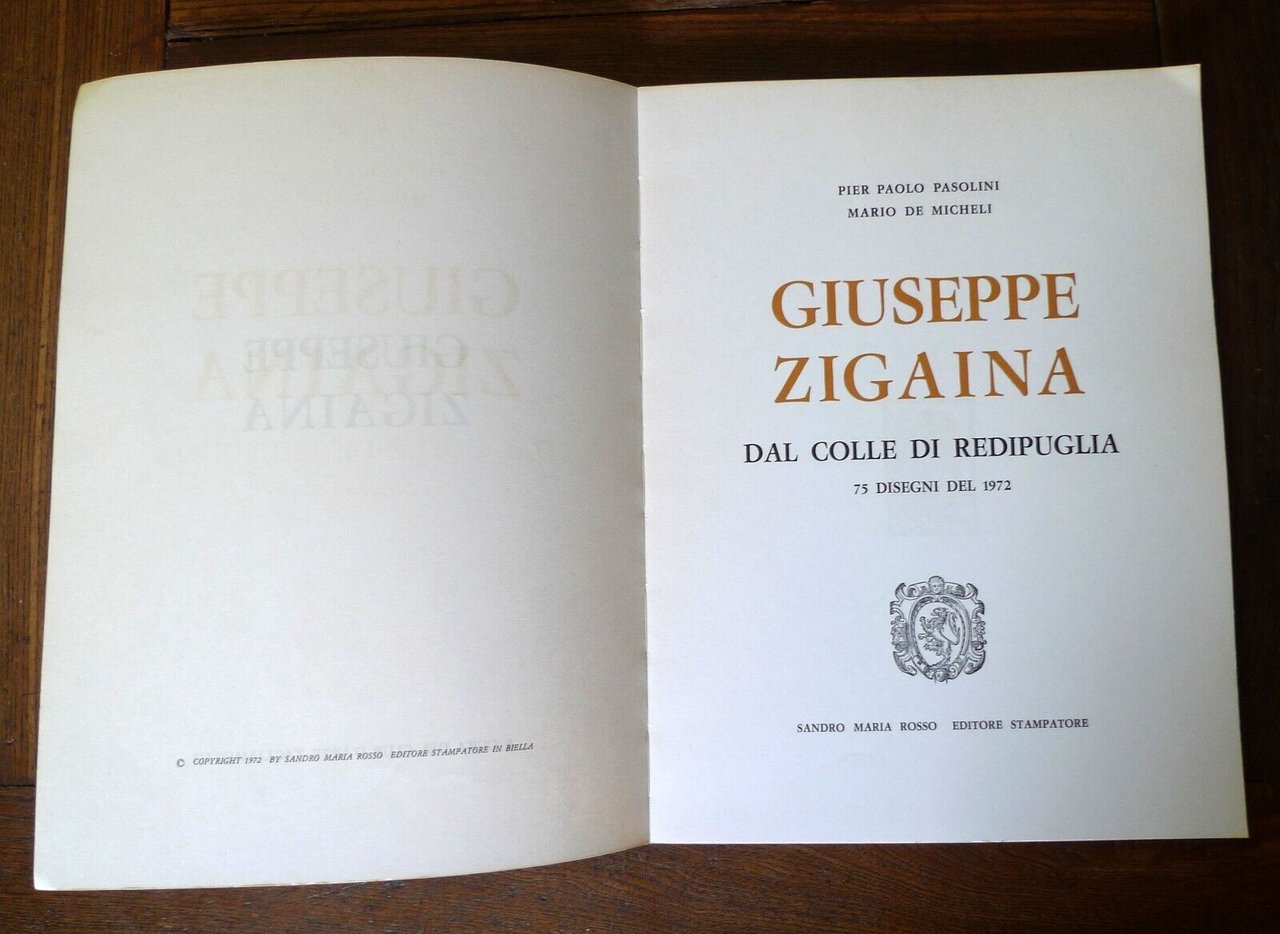 © COPYRIGHT 1972 BY SANDRO MARIA ROSSO EDITORE STAMPATORE IN BIELLA
PIER PAOLO PASOLINI
MARIO DE MICHELI
GIUSEPPE
ZIGAINA
DAL COLLE DI REDIPUGLIA
75 DISEGNI DEL 1972
SANDRO MARIA ROSSO EDITORE STAMPATORE